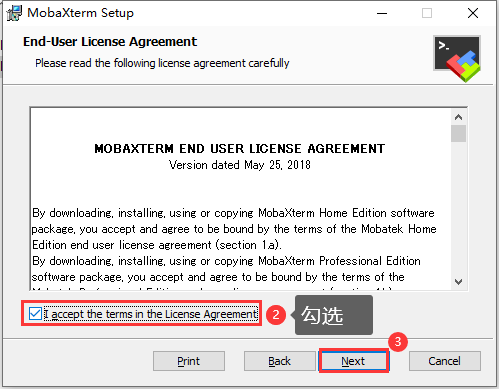 MobaXterm Setup
End-User License Agreement
Please read the following license agreement carefully
MOBAXTERM END USER LICENSE AGREEMENT
Version dated May 25, 2018
By downloading, installing, using or copying MobaXterm Home Edition software
package, you accept and agree to be bound by the terms of the Mobatek Home
Edition end user license agreement (section 1.a).
By downloading, installing, using or copying MobaXterm Professional Edition
software package, you accept and agree to be bound by the terms of the
I accept the terms in the License Agreement
2
勾选
3
Print
Back
Next
Cancel